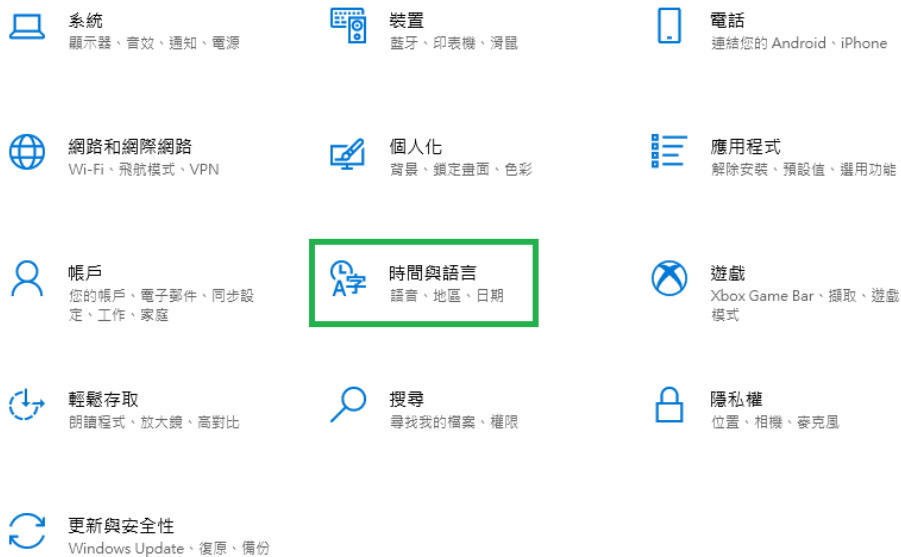 系統
顯示器、音效、通知、電源
裝置
藍牙、印表機、滑鼠
電話
連結您的 Android、iPhone
網路和網際網路
Wi-Fi、飛航模式、VPN
個人化
背景、鎖定畫面、色彩
應用程式
解除安裝、預設值、選用功能
帳戶
您的帳戶、電子郵件、同步設
定、工作、家庭
時間與語言
語音、地區、日期
遊戲
Xbox Game Bar、擷取、遊戲
模式
輕鬆存取
朗讀程式、放大鏡、高對比
搜尋
尋找我的檔案、權限
隱私權
位置、相機、麥克風
更新與安全性
Windows Update、復原、備份